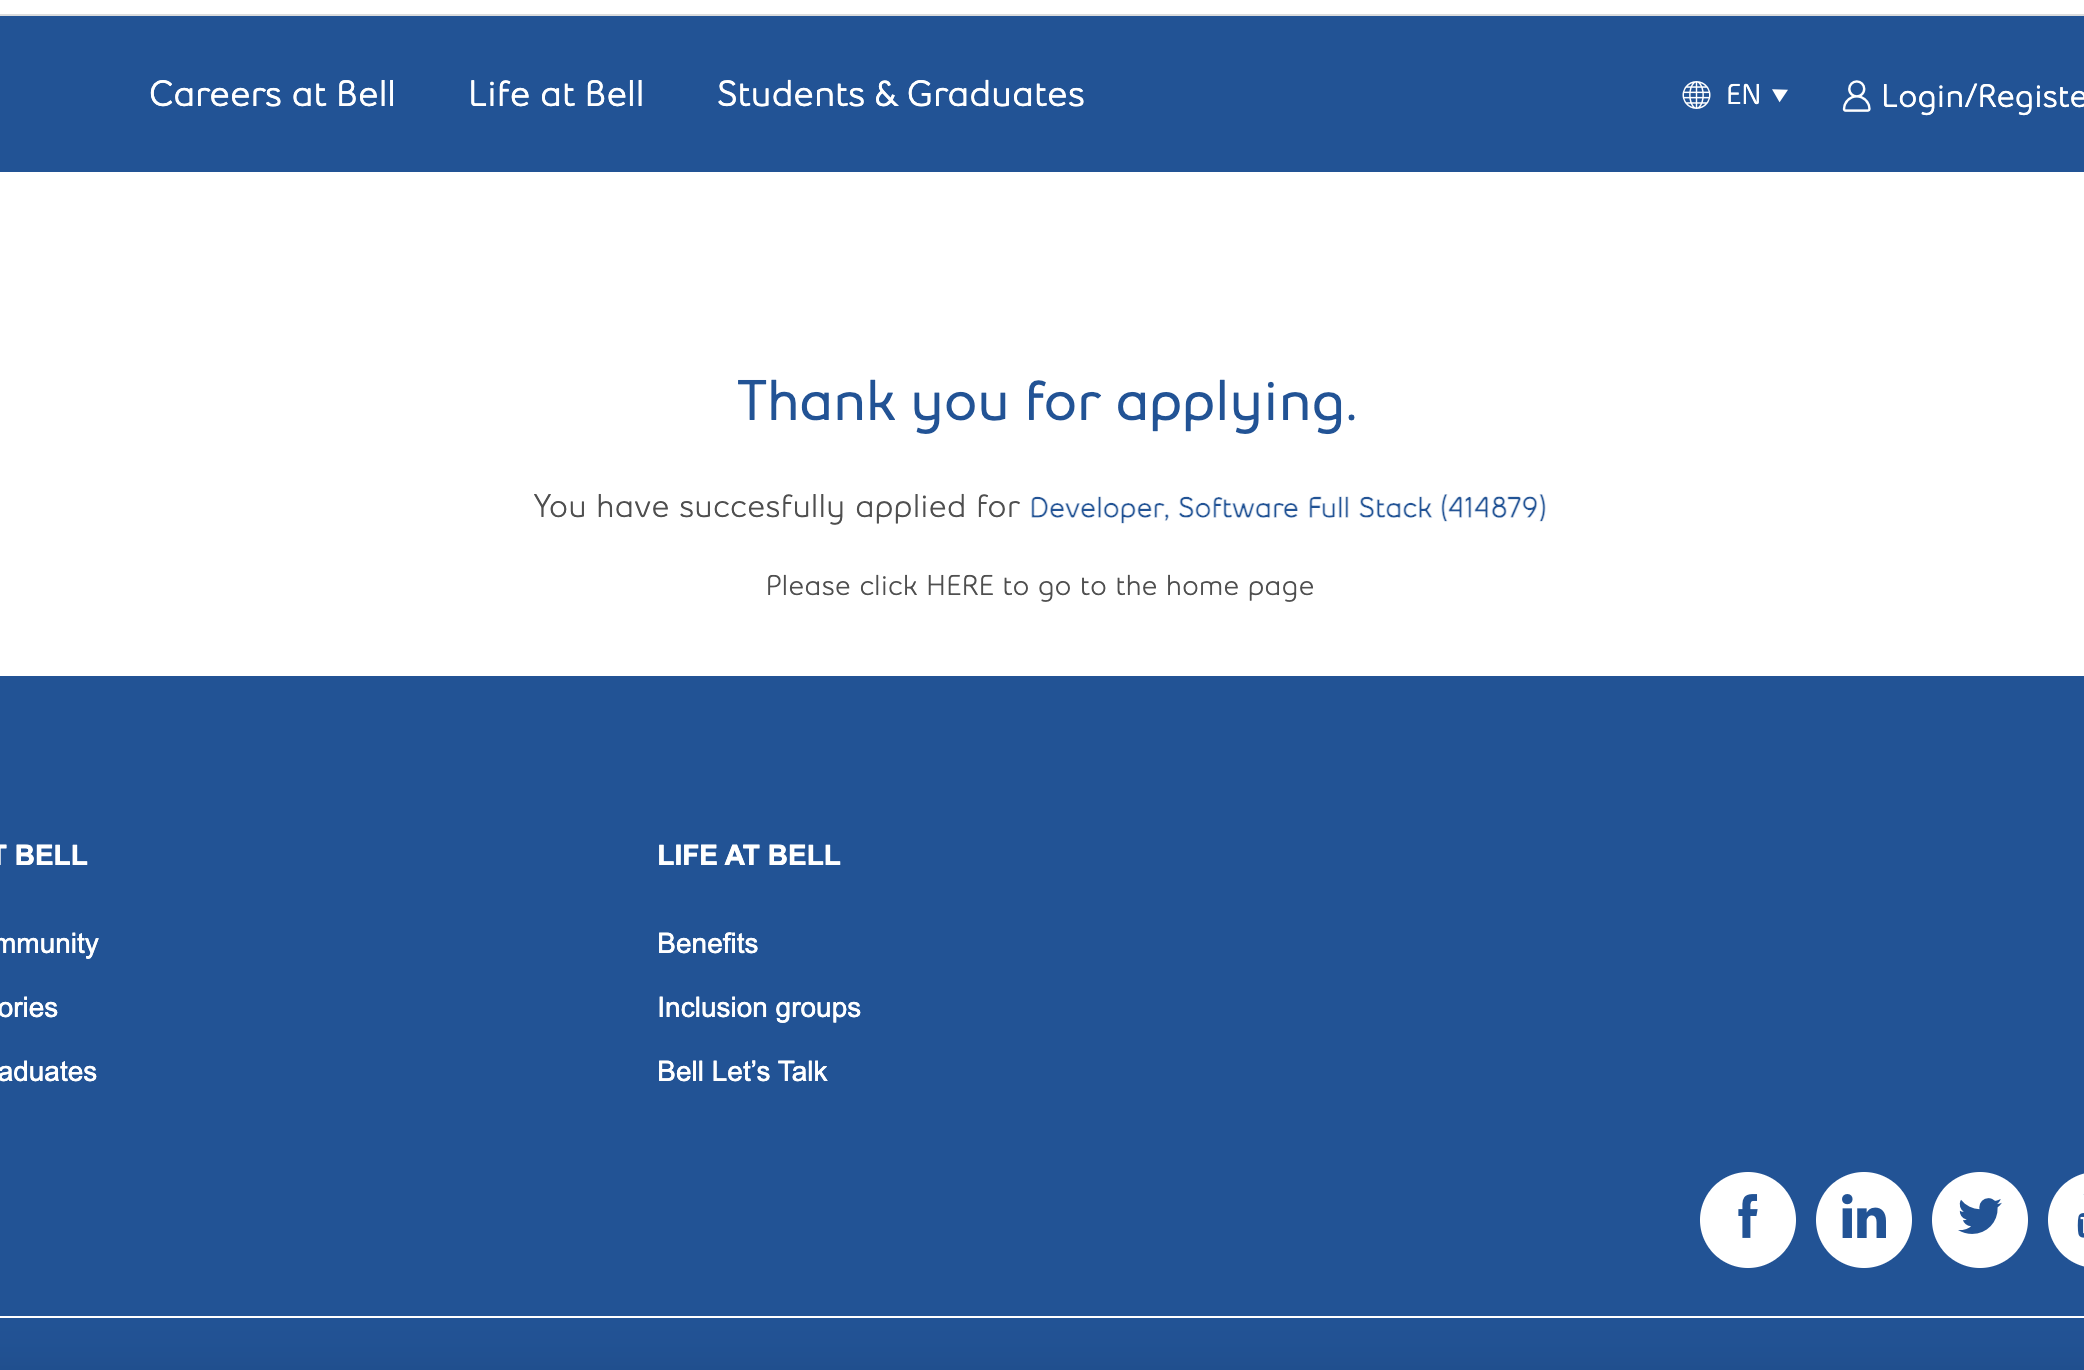 Careers at Bell Life at Bell Students & Graduates EN Login/Registe
Thank you for applying.
You have succesfully applied for Developer, Software Full Stack (414879)
Please click HERE to go to the home page
T BELL
mmunity
ories
aduates
LIFE AT BELL
Benefits
Inclusion groups
Bell Let's Talk